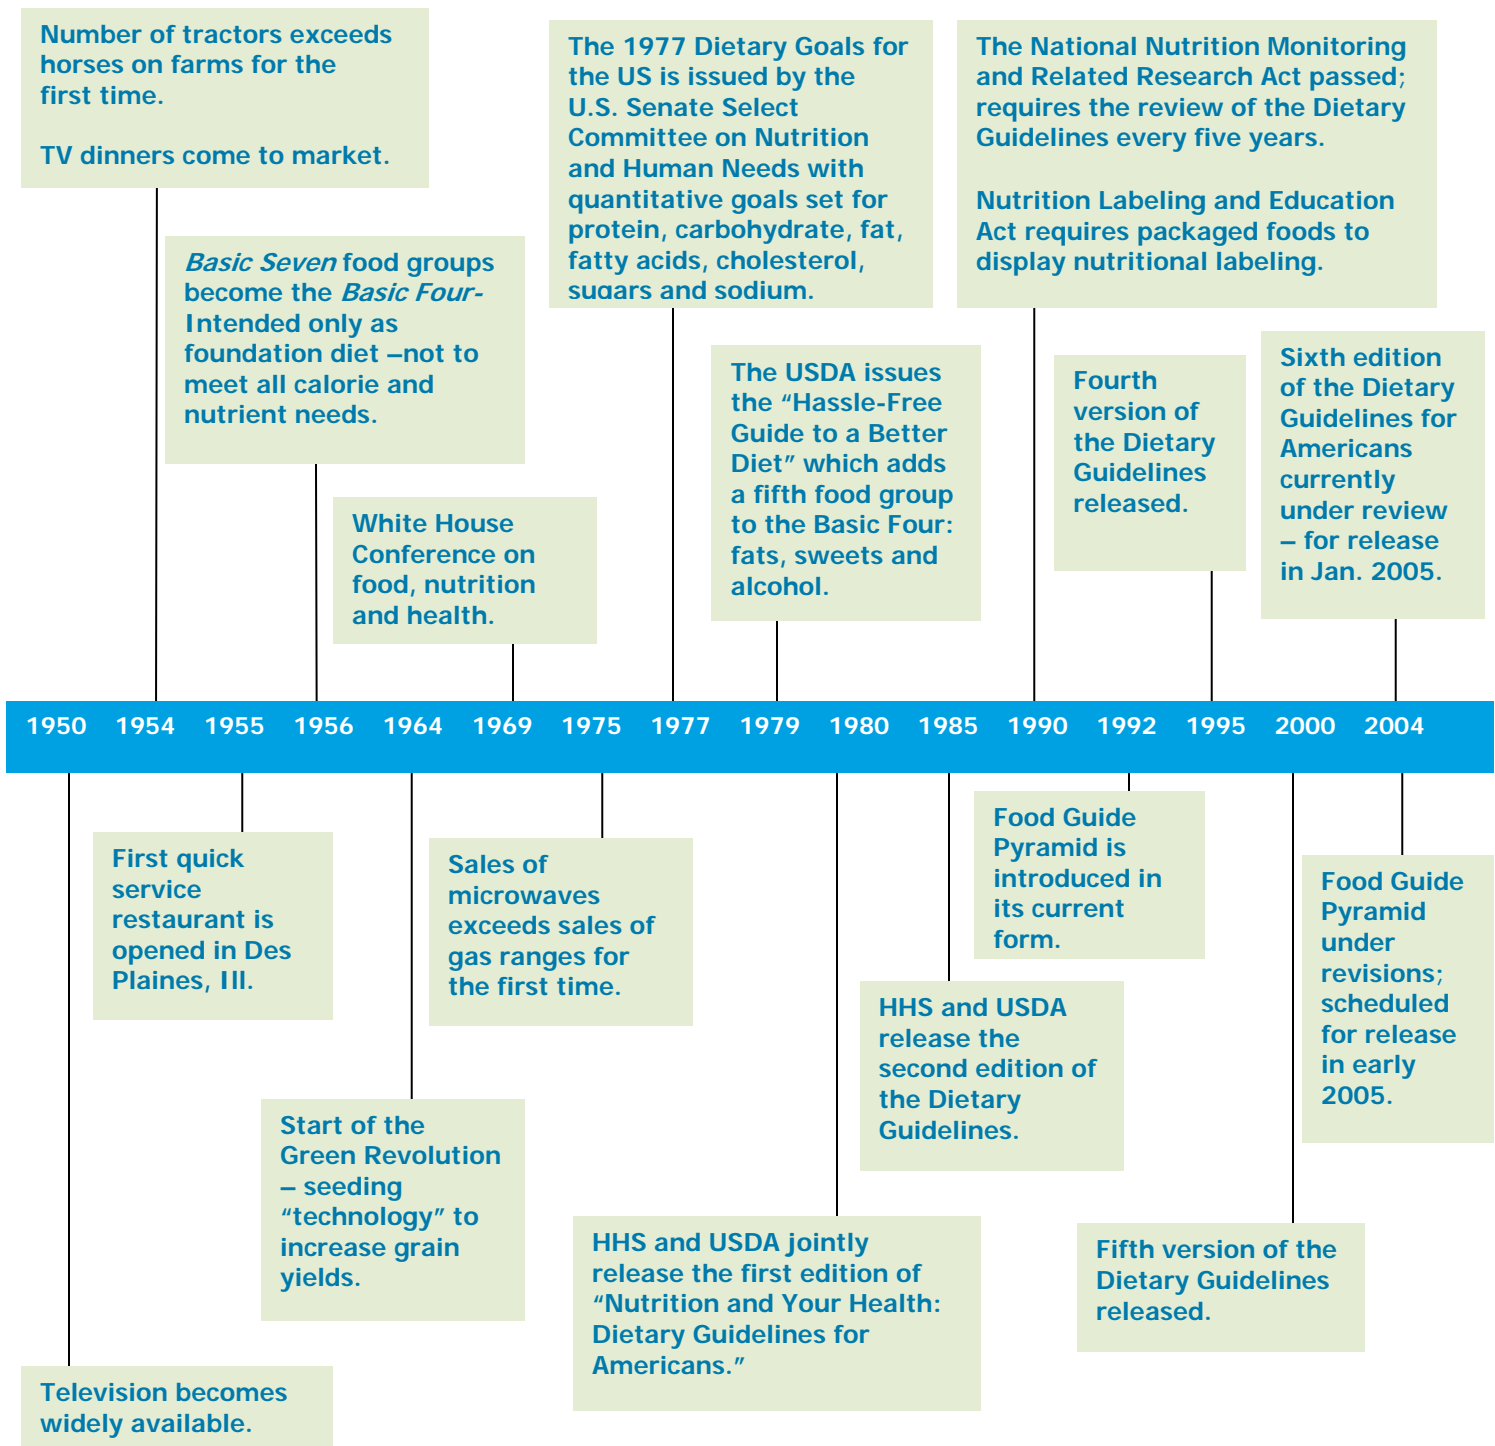 Number of tractors exceeds
horses on farms for the
first time.
TV dinners come to market.
Basic Seven food groups
become the Basic Four-
Intended only as
foundation diet –not to
meet all calorie and
nutrient needs.
White House
Conference on
food, nutrition
and health.
The 1977 Dietary Goals for
the US is issued by the
U.S. Senate Select
Committee on Nutrition
and Human Needs with
quantitative goals set for
protein, carbohydrate, fat,
fatty acids, cholesterol,
sugars and sodium.
The USDA issues
the “Hassle-Free
Guide to a Better
Diet” which adds
a fifth food group
to the Basic Four:
fats, sweets and
alcohol.
The National Nutrition Monitoring
and Related Research Act passed;
requires the review of the Dietary
Guidelines every five years.
Nutrition Labeling and Education
Act requires packaged foods to
display nutritional labeling.
Fourth
version of
the Dietary
Guidelines
released.
Sixth edition
of the Dietary
Guidelines for
Americans
currently
under review
– for release
in Jan. 2005.
1950 1954 1955 1956 1964 1969 1975 1977 1979 1980 1985 1990 1992 1995 2000 2004
First quick
service
restaurant is
opened in Des
Plaines, Ill.
Sales of
microwaves
exceeds sales of
gas ranges for
the first time.
Food Guide
Pyramid is
introduced in
its current
form.
Food Guide
Pyramid
under
revisions;
scheduled
for release
in early
2005.
HHS and USDA
release the
second edition of
the Dietary
Guidelines.
Start of the
Green Revolution
– seeding
“technology” to
increase grain
yields.
HHS and USDA jointly
release the first edition of
“Nutrition and Your Health:
Dietary Guidelines for
Americans.”
Fifth version of the
Dietary Guidelines
released.
Television becomes
widely available.